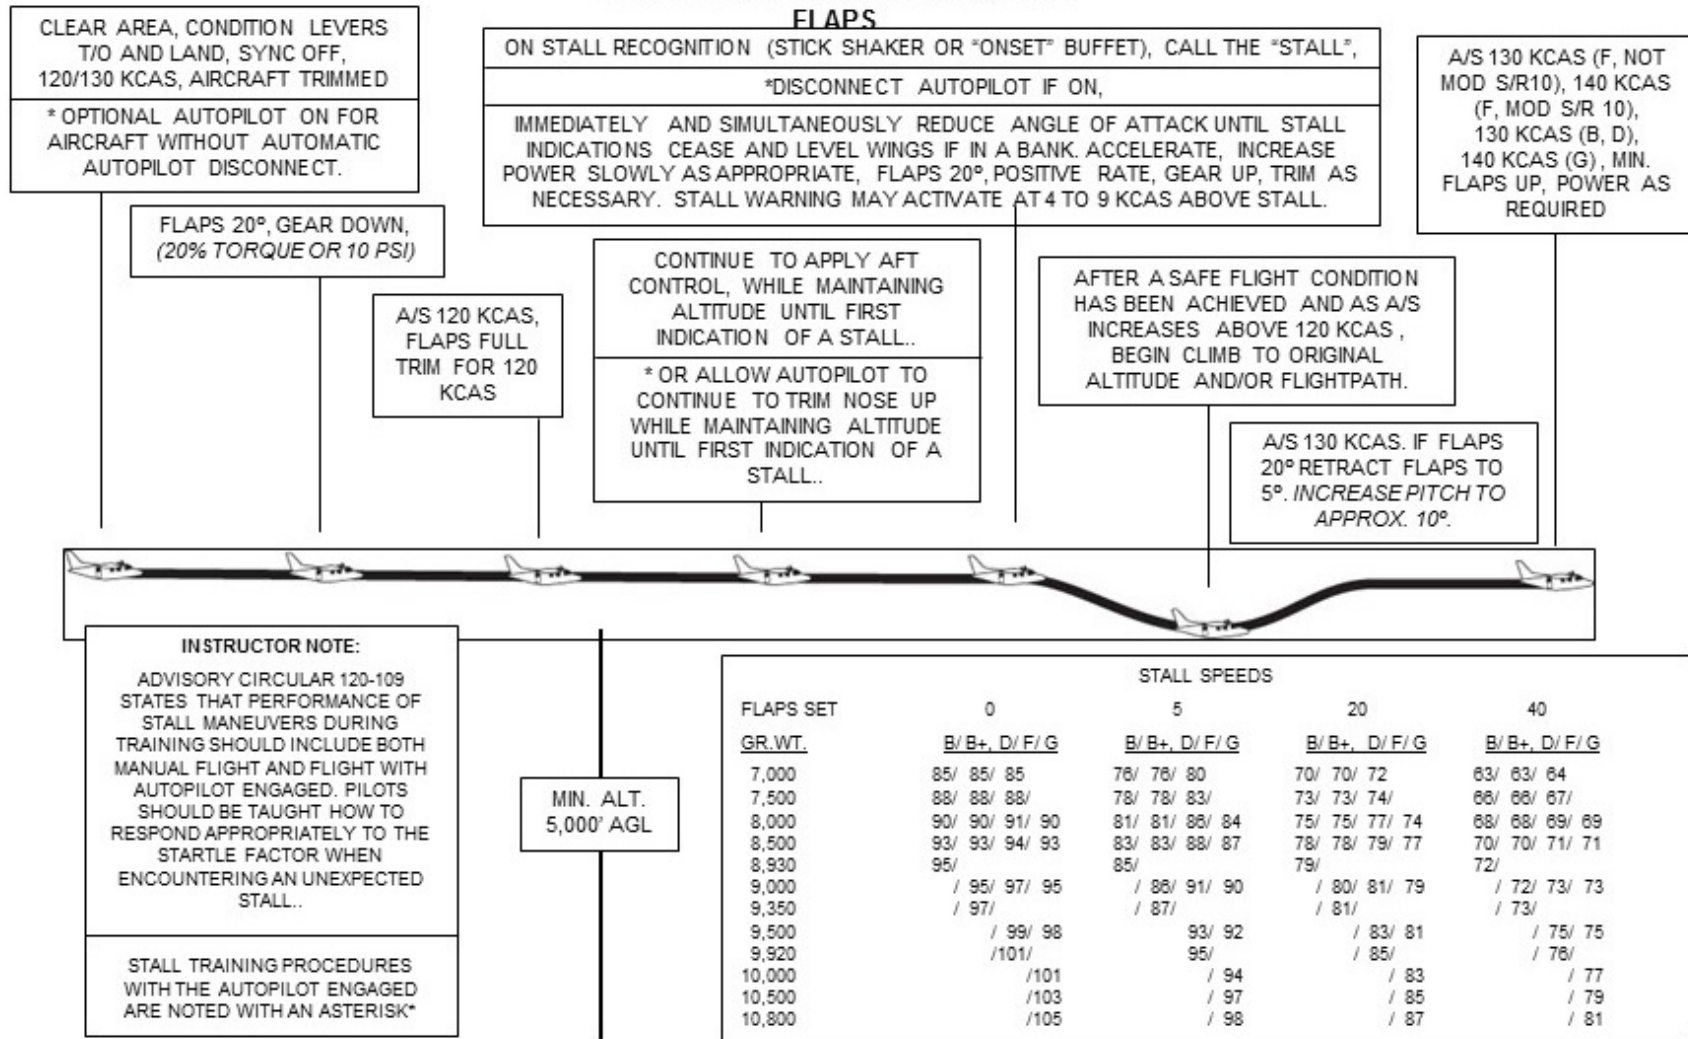 FLAPS
CLEAR AREA, CONDITION LEVERS
T/O AND LAND, SYNC OFF,
120/130 KCAS, AIRCRAFT TRIMMED
* OPTIONAL AUTOPILOT ON FOR
AIRCRAFT WITHOUT AUTOMATIC
AUTOPILOT DISCONNECT.
FLAPS 20º, GEAR DOWN,
(20% TORQUE OR 10 PSI)
A/S 120 KCAS,
FLAPS FULL
TRIM FOR 120
KCAS
ON STALL RECOGNITION (STICK SHAKER OR “ONSET” BUFFET), CALL THE “STALL”,
*DISCONNECT AUTOPILOT IF ON,
IMMEDIATELY AND SIMULTANEOUSLY REDUCE ANGLE OF ATTACK UNTIL STALL
INDICATIONS CEASE AND LEVEL WINGS IF IN A BANK. ACCELERATE, INCREASE
POWER SLOWLY AS APPROPRIATE, FLAPS 20º, POSITIVE RATE, GEAR UP, TRIM AS
NECESSARY. STALL WARNING MAY ACTIVATE AT 4 TO 9 KCAS ABOVE STALL.
CONTINUE TO APPLY AFT
CONTROL, WHILE MAINTAINING
ALTITUDE UNTIL FIRST
INDICATION OF A STALL..
* OR ALLOW AUTOPILOT TO
CONTINUE TO TRIM NOSE UP
WHILE MAINTAINING ALTITUDE
UNTIL FIRST INDICATION OF A
STALL..
AFTER A SAFE FLIGHT CONDITION
HAS BEEN ACHIEVED AND AS A/S
INCREASES ABOVE 120 KCAS ,
BEGIN CLIMB TO ORIGINAL
ALTITUDE AND/OR FLIGHTPATH.
A/S 130 KCAS. IF FLAPS
20º RETRACT FLAPS TO
5º. INCREASE PITCH TO
APPROX. 10º.
A/S 130 KCAS (F, NOT
MOD S/R10), 140 KCAS
(F, MOD S/R 10),
130 KCAS (B, D),
140 KCAS (G) , MIN.
FLAPS UP, POWER AS
REQUIRED
INSTRUCTOR NOTE:
ADVISORY CIRCULAR 120-109
STATES THAT PERFORMANCE OF
STALL MANEUVERS DURING
TRAINING SHOULD INCLUDE BOTH
MANUAL FLIGHT AND FLIGHT WITH
AUTOPILOT ENGAGED. PILOTS
SHOULD BE TAUGHT HOW TO
RESPOND APPROPRIATELY TO THE
STARTLE FACTOR WHEN
ENCOUNTERING AN UNEXPECTED
STALL..
STALL TRAINING PROCEDURES
WITH THE AUTOPILOT ENGAGED
ARE NOTED WITH AN ASTERISK*
MIN. ALT.
5,000’ AGL
STALL SPEEDS
FLAPS SET 0 5 20 40
GR.WT. B/ B+, D/ F/ G B/ B+, D/ F/ G B/ B+, D/ F/ G B/ B+, D/ F/ G
7,000 85/ 85/ 85 76/ 76/ 80 70/ 70/ 72 63/ 63/ 64
7,500 88/ 88/ 88/ 78/ 78/ 83/ 73/ 73/ 74/ 66/ 66/ 67/
8,000 90/ 90/ 91/ 90 81/ 81/ 86/ 84 75/ 75/ 77/ 74 68/ 68/ 69/ 69
8,500 93/ 93/ 94/ 93 83/ 83/ 88/ 87 78/ 78/ 79/ 77 70/ 70/ 71/ 71
8,930 95/ 85/ 79/ 72/
9,000 / 95/ 97/ 95 / 86/ 91/ 90 / 80/ 81/ 79 / 72/ 73/ 73
9,350 / 97/ / 87/ / 81/ / 73/
9,500 / 99/ 98 93/ 92 / 83/ 81 / 75/ 75
9,920 /101/ 95/ / 85/ / 76/
10,000 /101 / 94 / 83 / 77
10,500 /103 / 97 / 85 / 79
10,800 /105 / 98 / 87 / 81